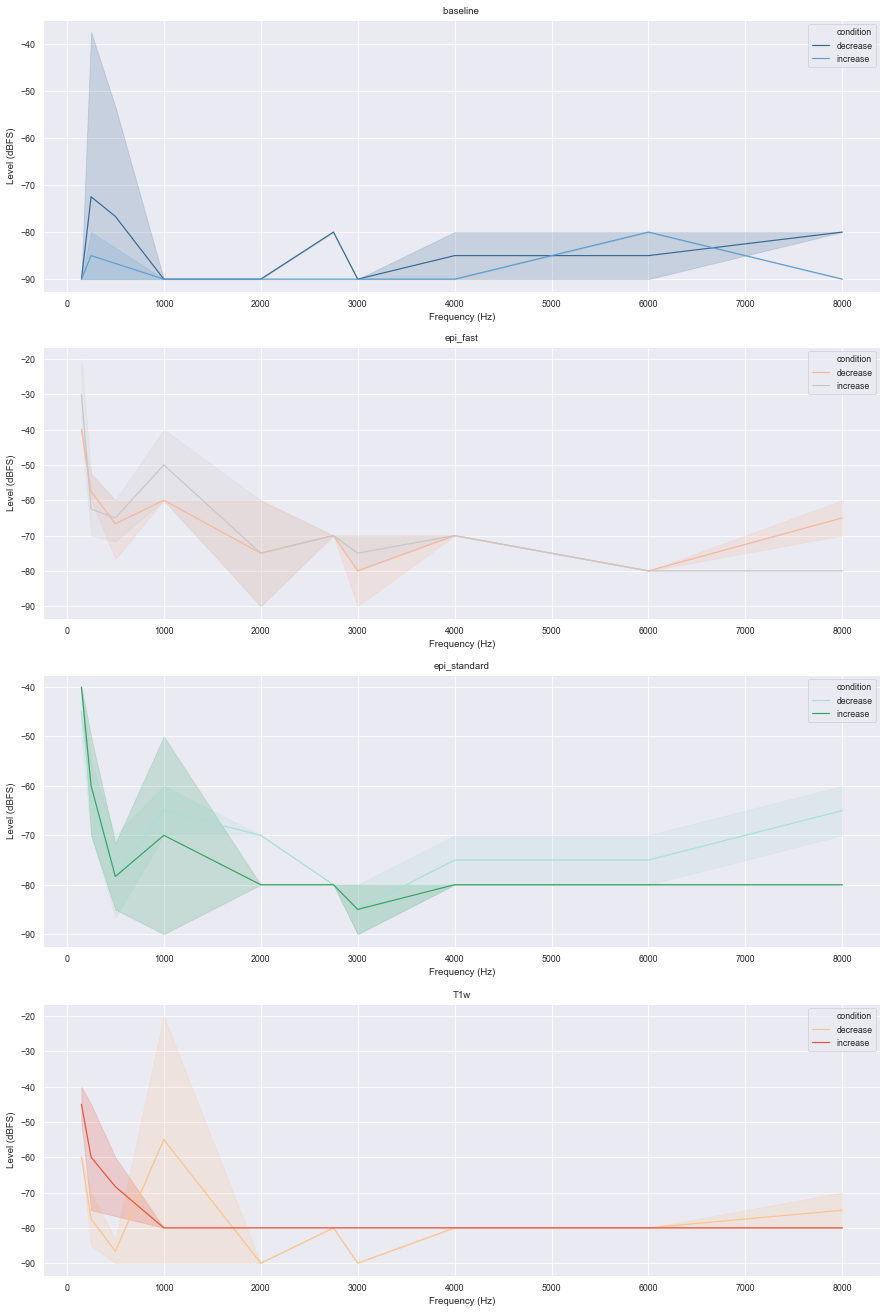 baseline
condition
decrease
increase
Level (dBFS)
−40
−50
−60
−70
−80
−90
0 1000 2000 3000 4000 5000 6000 7000 8000
Frequency (Hz)
epi_fast
condition
decrease
increase
Level (dBFS)
−20
−30
−40
−50
−60
−70
−80
−90
0 1000 2000 3000 4000 5000 6000 7000 8000
Frequency (Hz)
epi_standard
condition
decrease
increase
Level (dBFS)
−40
−50
−60
−70
−80
−90
0 1000 2000 3000 4000 5000 6000 7000 8000
Frequency (Hz)
T1w
condition
decrease
increase
Level (dBFS)
−20
−30
−40
−50
−60
−70
−80
−90
0 1000 2000 3000 4000 5000 6000 7000 8000
Frequency (Hz)